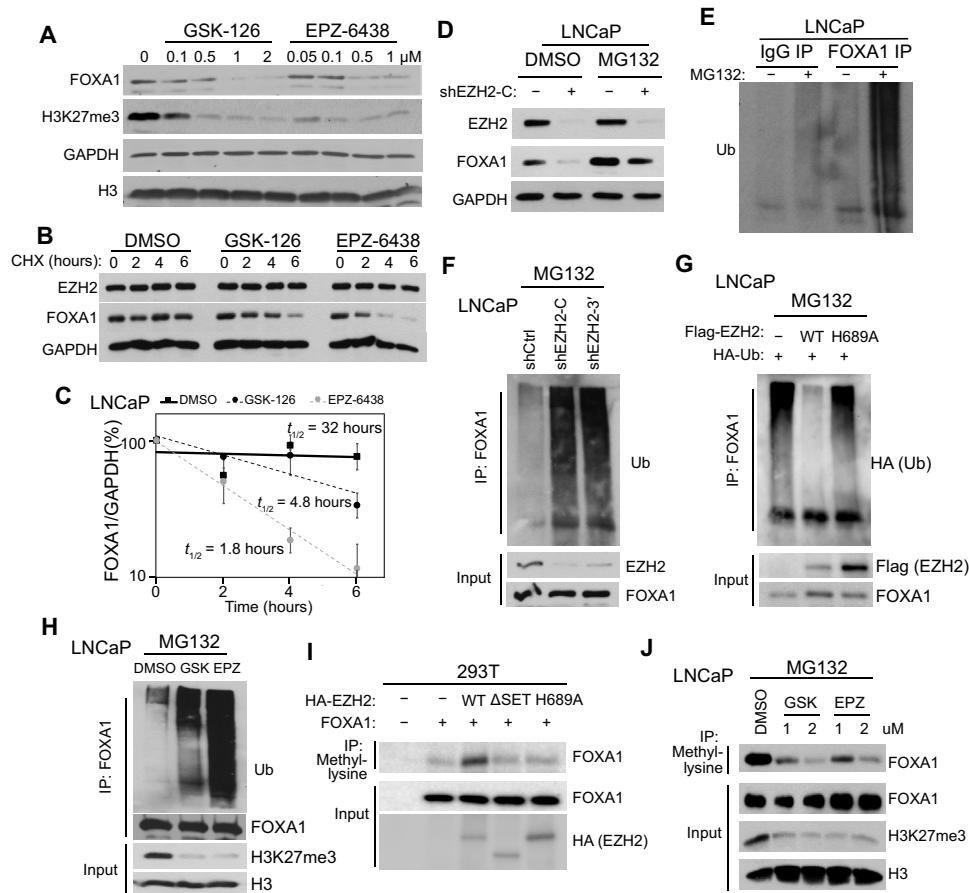 A
GSK-126 EPZ-6438
0 0.1 0.5 1 2 0.05 0.1 0.5 1 μM
FOXA1
H3K27me3
GAPDH
H3
B
DMSO GSK-126 EPZ-6438
CHX (hours): 0 2 4 6 0 2 4 6 0 2 4 6
EZH2
FOXA1
GAPDH
C
LNCaP
DMSO GSK-126 EPZ-6438
FOXA1/GAPDH(%)
100
10
t1/2 = 32 hours
t1/2 = 4.8 hours
t1/2 = 1.8 hours
0 2 4 6
Time (hours)
D
LNCaP
DMSO MG132
shEZH2-C: – + – +
EZH2
FOXA1
GAPDH
E
LNCaP
IgG IP FOXA1 IP
MG132: – + – +
Ub
F
MG132
LNCaP
shCtrl
shEZH2-C
shEZH2-3'
IP: FOXA1
Ub
Input
EZH2
FOXA1
G
LNCaP
MG132
Flag-EZH2: – WT H689A
HA-Ub: + + +
IP: FOXA1
HA (Ub)
Input
Flag (EZH2)
FOXA1
H
LNCaP
MG132
DMSO GSK EPZ
IP: FOXA1
Ub
FOXA1
Input
H3K27me3
H3
I
293T
HA-EZH2: – – WT ΔSET H689A
FOXA1: – + + + +
IP:
Methyl-
lysine
FOXA1
Input
FOXA1
HA (EZH2)
J
LNCaP
MG132
DMSO
GSK EPZ
1 2 1 2 uM
IP:
Methyl-
lysine
FOXA1
Input
FOXA1
H3K27me3
H3